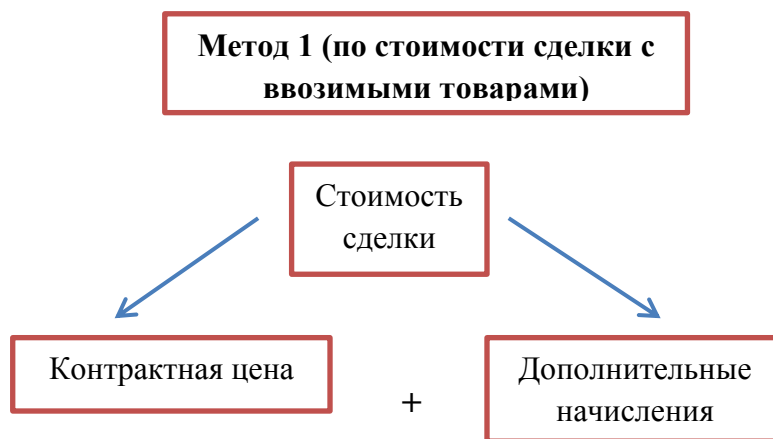 Метод 1 (по стоимости сделки с
ввозимыми товарами)
Стоимость
сделки
Контрактная цена
+
Дополнительные
начисления